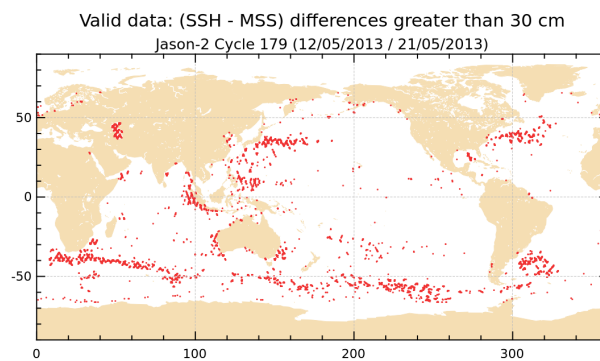 Valid data: (SSH - MSS) differences greater than 30 cm
Jason-2 Cycle 179 (12/05/2013 / 21/05/2013)
50
0
-50
0 100 200 300